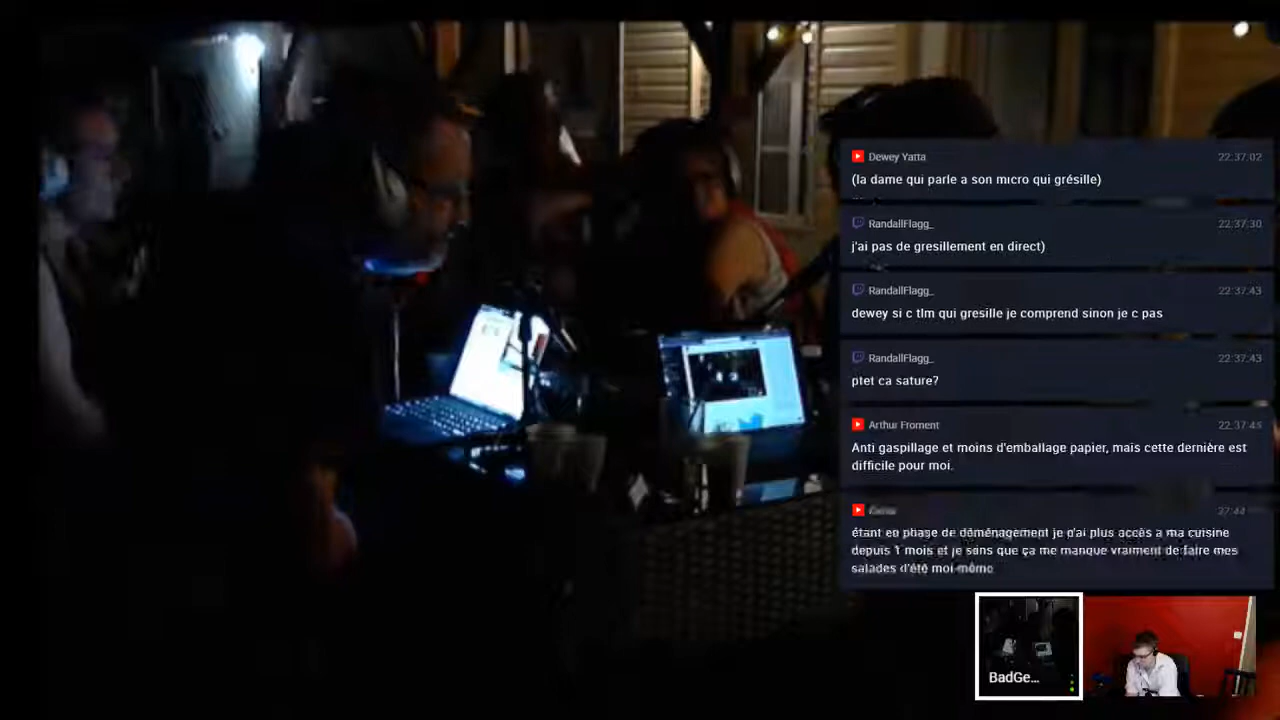 Dewey Yatta 22:37:02
(la dame qui parle a son micro qui grésille)
RandallFlagg_ 22:37:30
j'ai pas de gresillement en direct)
RandallFlagg_ 22:37:43
dewey si c tlm qui gresille je comprend sinon je c pas
RandallFlagg_ 22:37:43
ptet ca sature?
Arthur Froment 22:37:45
Anti gaspillage et moins d'emballage papier, mais cette dernière est
difficile pour moi.
étant en phase de déménagement je n'ai plus accès a ma cuisine
depuis 1 mois et je sens que ça me manque vraiment de faire mes
salades d'été moi-même
BadGe...